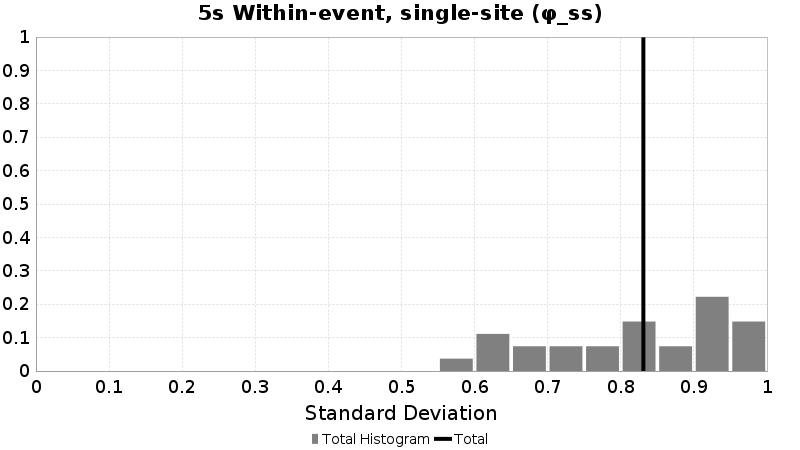 5s Within-event, single-site (φ_ss)
1
0.9
0.8
0.7
0.6
0.5
0.4
0.3
0.2
0.1
0
0 0.1 0.2 0.3 0.4 0.5 0.6 0.7 0.8 0.9 1
Standard Deviation
Total Histogram Total